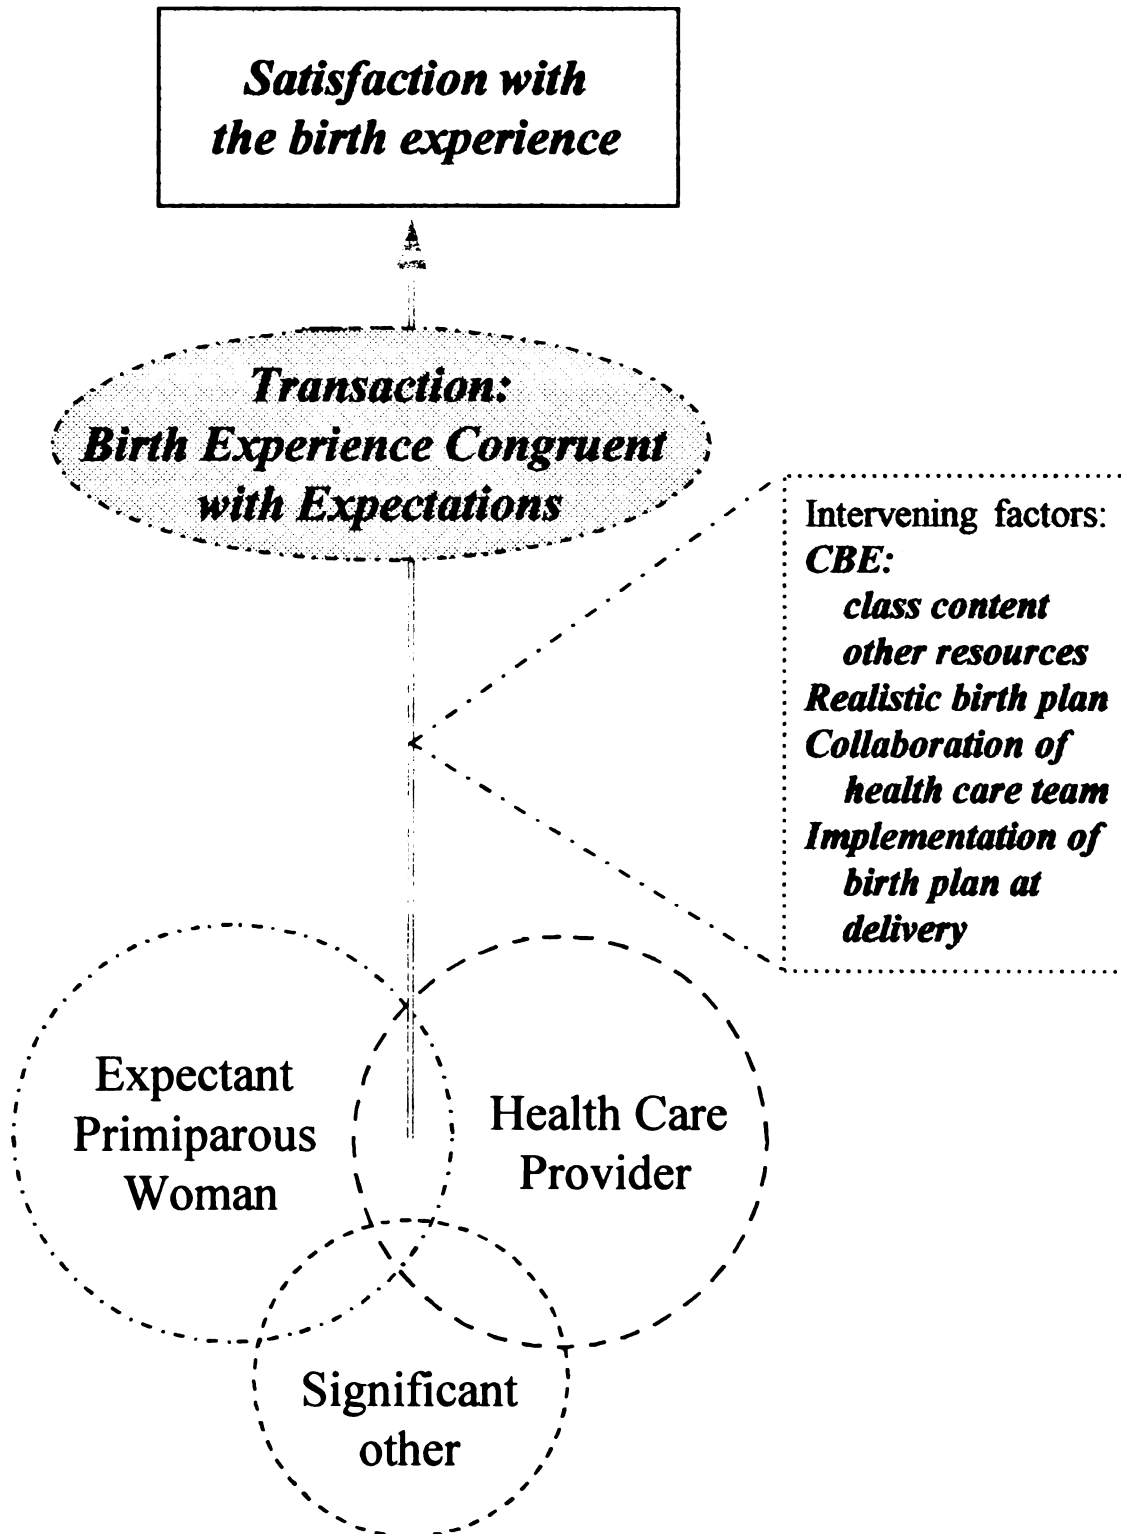 Satisfaction with
the birth experience
Transaction:
Birth Experience Congruent
with Expectations
Intervening factors:
CBE:
class content
other resources
Realistic birth plan
Collaboration of
health care team
Implementation of
birth plan at
delivery
Expectant
Primiparous
Woman
Health Care
Provider
Significant
other